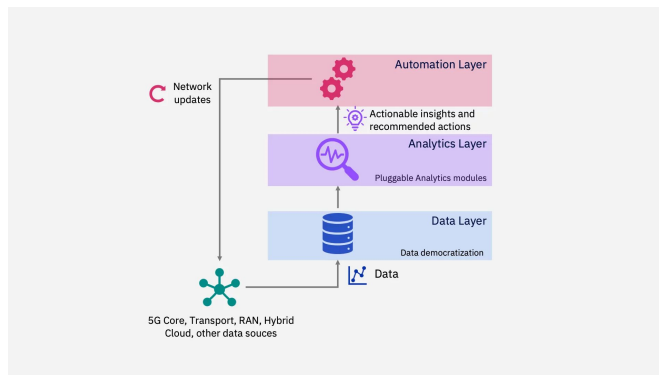 Automation Layer
Network
updates
Actionable insights and
recommended actions
Analytics Layer
Pluggable Analytics modules
Data Layer
Data democratization
Data
5G Core, Transport, RAN, Hybrid
Cloud, other data souces